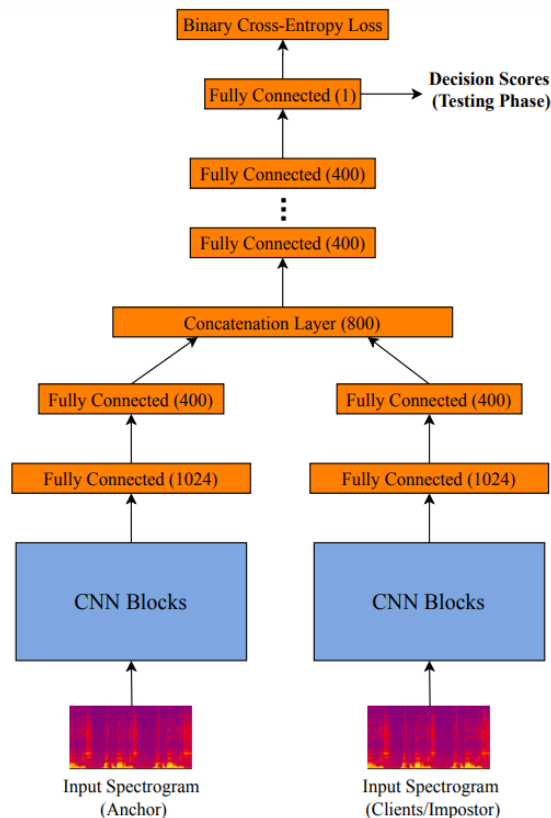 Binary Cross-Entropy Loss
Fully Connected (1)
Decision Scores
(Testing Phase)
Fully Connected (400)
Fully Connected (400)
Concatenation Layer (800)
Fully Connected (400)
Fully Connected (400)
Fully Connected (1024)
Fully Connected (1024)
CNN Blocks
CNN Blocks
Input Spectrogram
(Anchor)
Input Spectrogram
(Clients/Impostor)